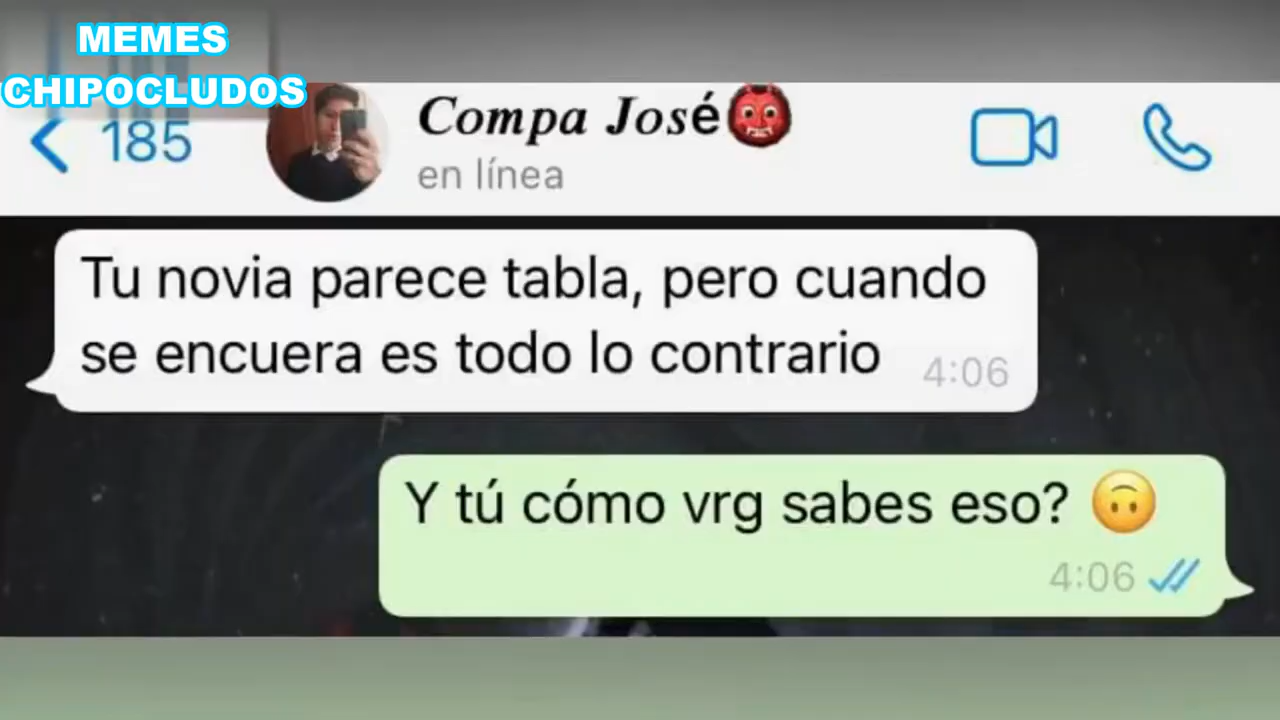 MEMES
CHIPOCLUDOS
185
Compa José👹
en línea
Tu novia parece tabla, pero cuando
se encuera es todo lo contrario
4:06
Y tú cómo vrg sabes eso? 🙃
4:06